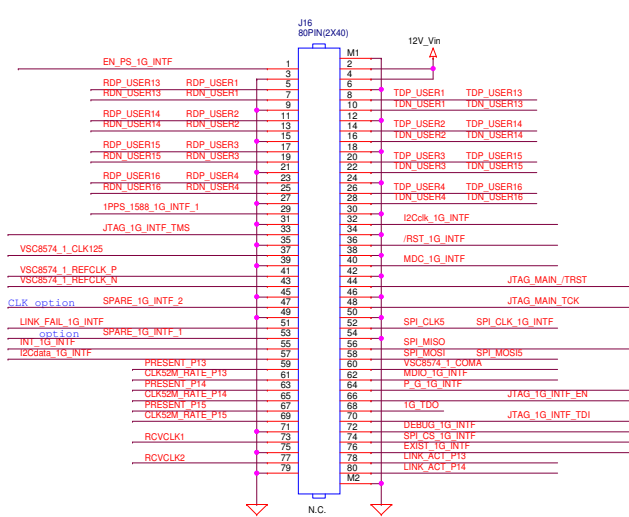 J16
80PIN(2X40)
12V_Vin
M1
EN_PS_1G_INTF 1 2
3 4
RDP_USER13 RDP_USER1 5 6
RDN_USER13 RDN_USER1 7 8 TDP_USER1 TDP_USER13
9 10 TDN_USER1 TDN_USER13
RDP_USER14 RDP_USER2 11 12
RDN_USER14 RDN_USER2 13 14 TDP_USER2 TDP_USER14
15 16 TDN_USER2 TDN_USER14
RDP_USER15 RDP_USER3 17 18
RDN_USER15 RDN_USER3 19 20 TDP_USER3 TDP_USER15
21 22 TDN_USER3 TDN_USER15
RDP_USER16 RDP_USER4 23 24
RDN_USER16 RDN_USER4 25 26 TDP_USER4 TDP_USER16
27 28 TDN_USER4 TDN_USER16
1PPS_1588_1G_INTF_1 29 30
31 32 I2Cclk_1G_INTF
JTAG_1G_INTF_TMS 33 34
35 36 /RST_1G_INTF
VSC8574_1_CLK125 37 38
39 40 MDC_1G_INTF
VSC8574_1_REFCLK_P 41 42
VSC8574_1_REFCLK_N 43 44 JTAG_MAIN_/TRST
45 46
CLK option SPARE_1G_INTF_2 47 48 JTAG_MAIN_TCK
49 50
LINK_FAIL_1G_INTF 51 52 SPI_CLK5 SPI_CLK_1G_INTF
option SPARE_1G_INTF_1 53 54
INT_1G_INTF 55 56 SPI_MISO
I2Cdata_1G_INTF 57 58 SPI_MOSI SPI_MOSI5
PRESENT_P13 59 60 VSC8574_1_COMA
CLK52M_RATE_P13 61 62 MDIO_1G_INTF
PRESENT_P14 63 64 P_G_1G_INTF
CLK52M_RATE_P14 65 66 JTAG_1G_INTF_EN
PRESENT_P15 67 68 1G_TDO
CLK52M_RATE_P15 69 70 JTAG_1G_INTF_TDI
71 72 DEBUG_1G_INTF
RCVCLK1 73 74 SPI_CS_1G_INTF
75 76 EXIST_1G_INTF
RCVCLK2 77 78 LINK_ACT_P13
79 80 LINK_ACT_P14
M2
N.C.